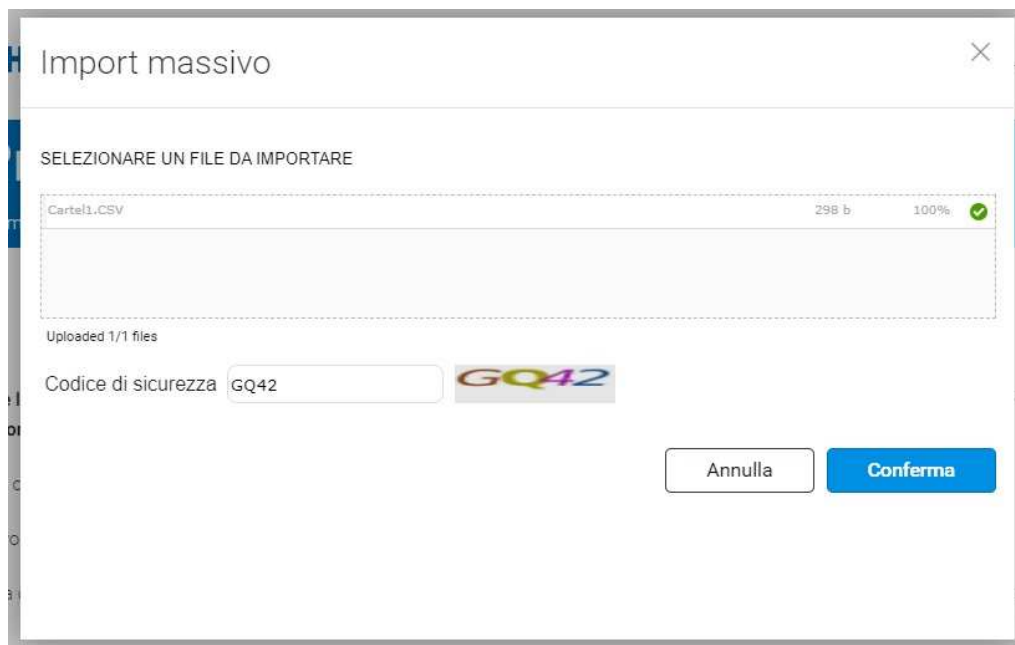 Import massivo
SELEZIONARE UN FILE DA IMPORTARE
Cartel1.CSV 298 b 100%
Uploaded 1/1 files
Codice di sicurezza GQ42 GQ42
Annulla Conferma